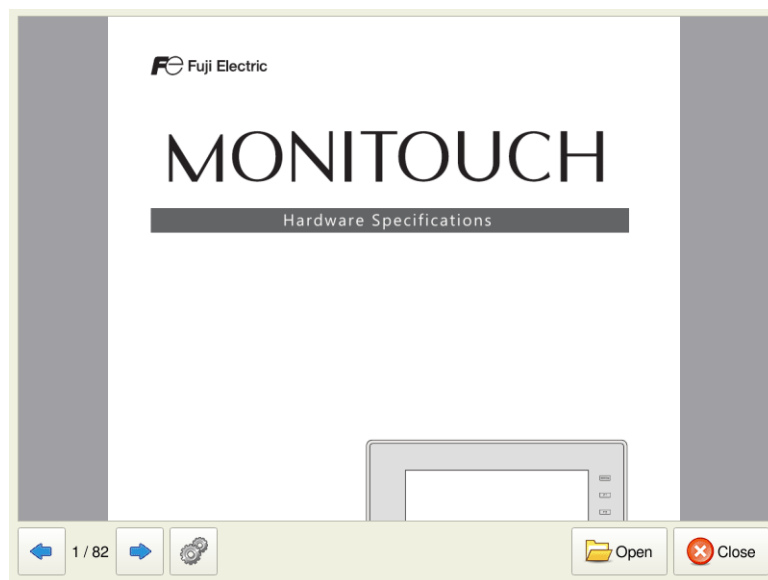 Fuji Electric
MONITOUCH
Hardware Specifications
1 / 82
Open
Close